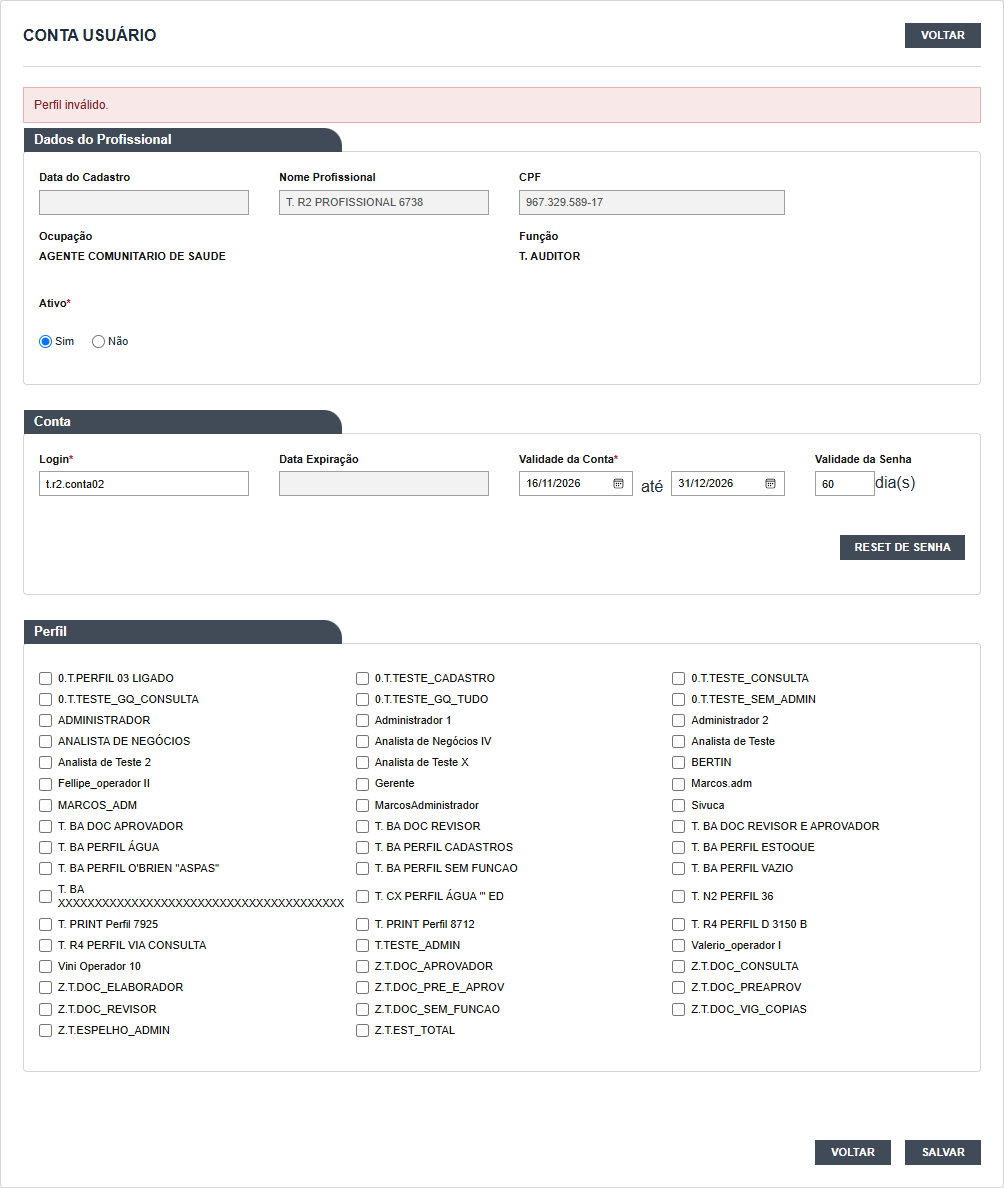 CONTA USUÁRIO
VOLTAR
Perfil inválido.
Dados do Profissional
Data do Cadastro Nome Profissional CPF
T. R2 PROFISSIONAL 6738 967.329.589-17
Ocupação Função
AGENTE COMUNITARIO DE SAUDE T. AUDITOR
Ativo*
Sim Não
Conta
Login* Data Expiração Validade da Conta* Validade da Senha
t.r2.conta02 16/11/2026 até 31/12/2026 60 dia(s)
RESET DE SENHA
Perfil
0.T.PERFIL 03 LIGADO 0.T.TESTE_CADASTRO 0.T.TESTE_CONSULTA
0.T.TESTE_GQ_CONSULTA 0.T.TESTE_GQ_TUDO 0.T.TESTE_SEM_ADMIN
ADMINISTRADOR Administrador 1 Administrador 2
ANALISTA DE NEGÓCIOS Analista de Negócios IV Analista de Teste
Analista de Teste 2 Analista de Teste X BERTIN
Fellipe_operador II Gerente Marcos.adm
MARCOS_ADM MarcosAdministrador Sivuca
T. BA DOC APROVADOR T. BA DOC REVISOR T. BA DOC REVISOR E APROVADOR
T. BA PERFIL ÁGUA T. BA PERFIL CADASTROS T. BA PERFIL ESTOQUE
T. BA PERFIL O'BRIEN "ASPAS" T. BA PERFIL SEM FUNCAO T. BA PERFIL VAZIO
T. BA
XXXXXXXXXXXXXXXXXXXXXXXXXXXXXXXXXXXXXXX T. CX PERFIL ÁGUA "' ED T. N2 PERFIL 36
T. PRINT Perfil 7925 T. PRINT Perfil 8712 T. R4 PERFIL D 3150 B
T. R4 PERFIL VIA CONSULTA T.TESTE_ADMIN Valerio_operador I
Vini Operador 10 Z.T.DOC_APROVADOR Z.T.DOC_CONSULTA
Z.T.DOC_ELABORADOR Z.T.DOC_PRE_E_APROV Z.T.DOC_PREAPROV
Z.T.DOC_REVISOR Z.T.DOC_SEM_FUNCAO Z.T.DOC_VIG_COPIAS
Z.T.ESPELHO_ADMIN Z.T.EST_TOTAL
VOLTAR SALVAR